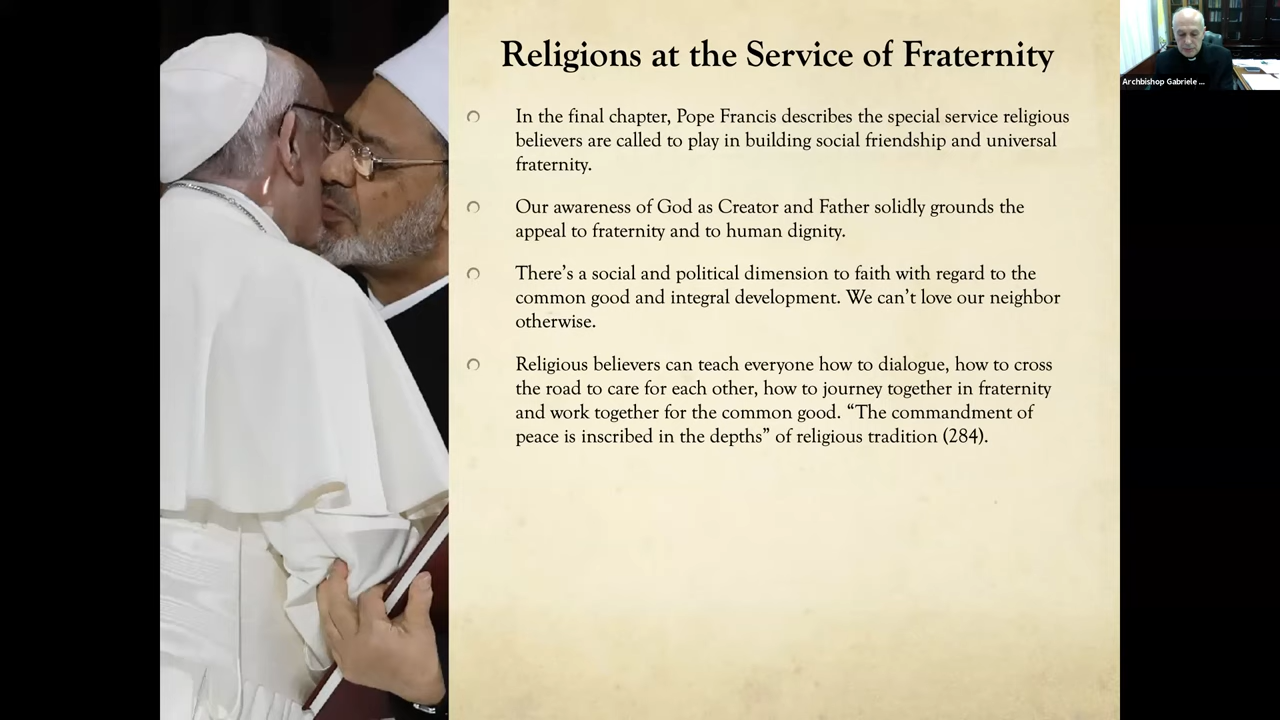 Religions at the Service of Fraternity
In the final chapter, Pope Francis describes the special service religious
believers are called to play in building social friendship and universal
fraternity.
Our awareness of God as Creator and Father solidly grounds the
appeal to fraternity and to human dignity.
There’s a social and political dimension to faith with regard to the
common good and integral development. We can’t love our neighbor
otherwise.
Religious believers can teach everyone how to dialogue, how to cross
the road to care for each other, how to journey together in fraternity
and work together for the common good. “The commandment of
peace is inscribed in the depths” of religious tradition (284).
Archbishop Gabriele ...